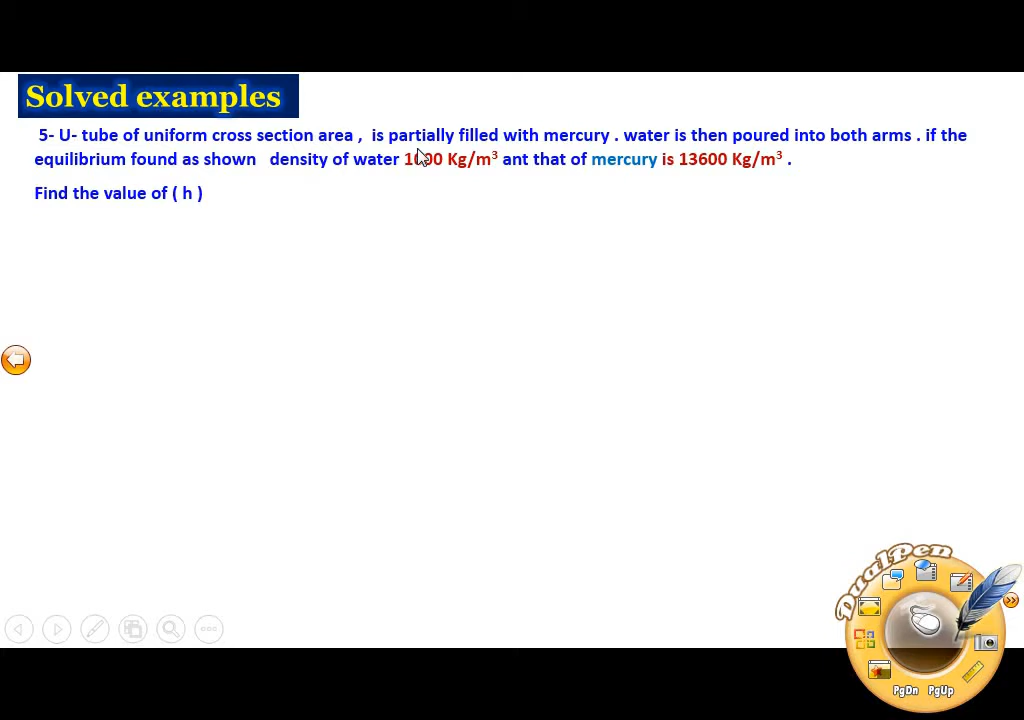 Solved examples
5- U- tube of uniform cross section area , is partially filled with mercury . water is then poured into both arms . if the
equilibrium found as shown density of water 1000 Kg/m³ ant that of mercury is 13600 Kg/m³ .
Find the value of ( h )
DualPen
PgDn PgUp